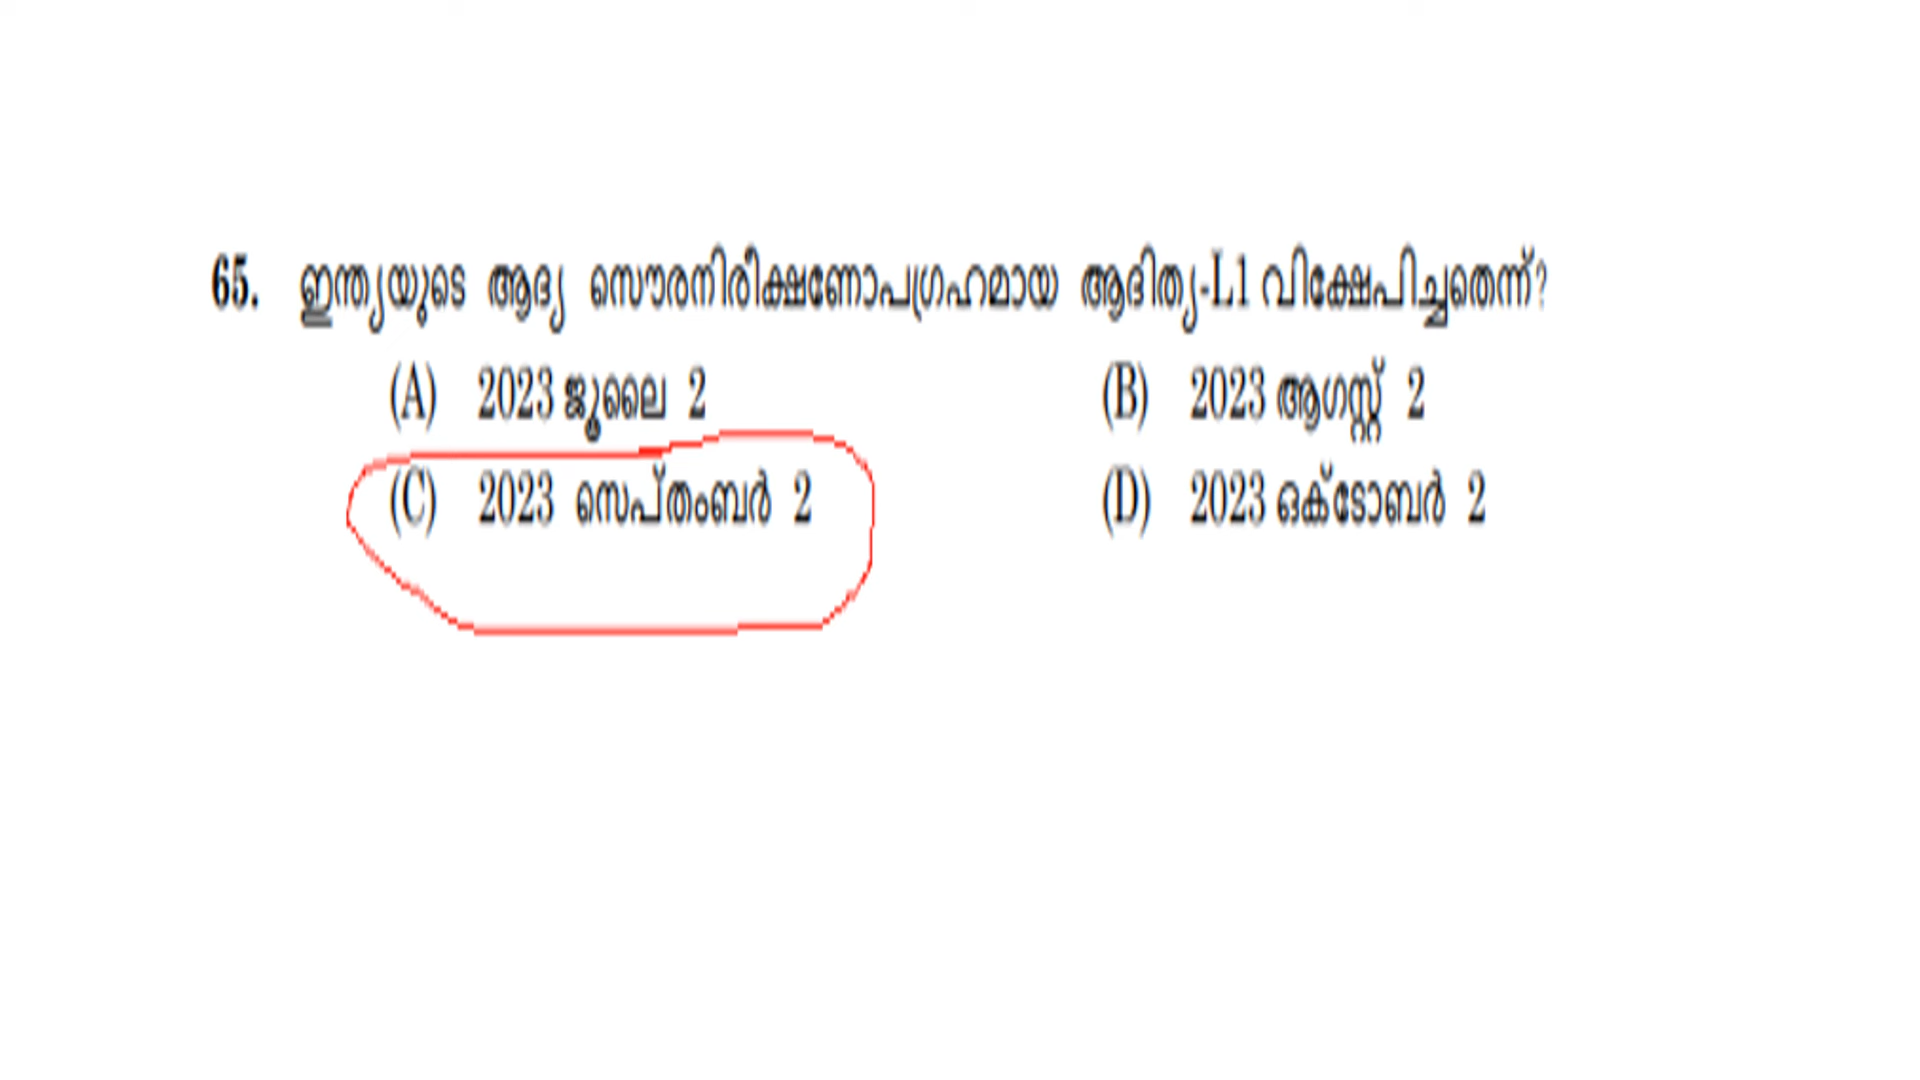 65. ഇന്ത്യയുടെ ആദ്യ സൌരനിരീക്ഷണോപഗ്രഹമായ ആദിത്യ-L1 വിക്ഷേപിച്ചതെന്ന്?
(A) 2023 ജൂലൈ 2 (B) 2023 ആഗസ്റ്റ് 2
(C) 2023 സെപ്തംബർ 2 (D) 2023 ഒക്ടോബർ 2